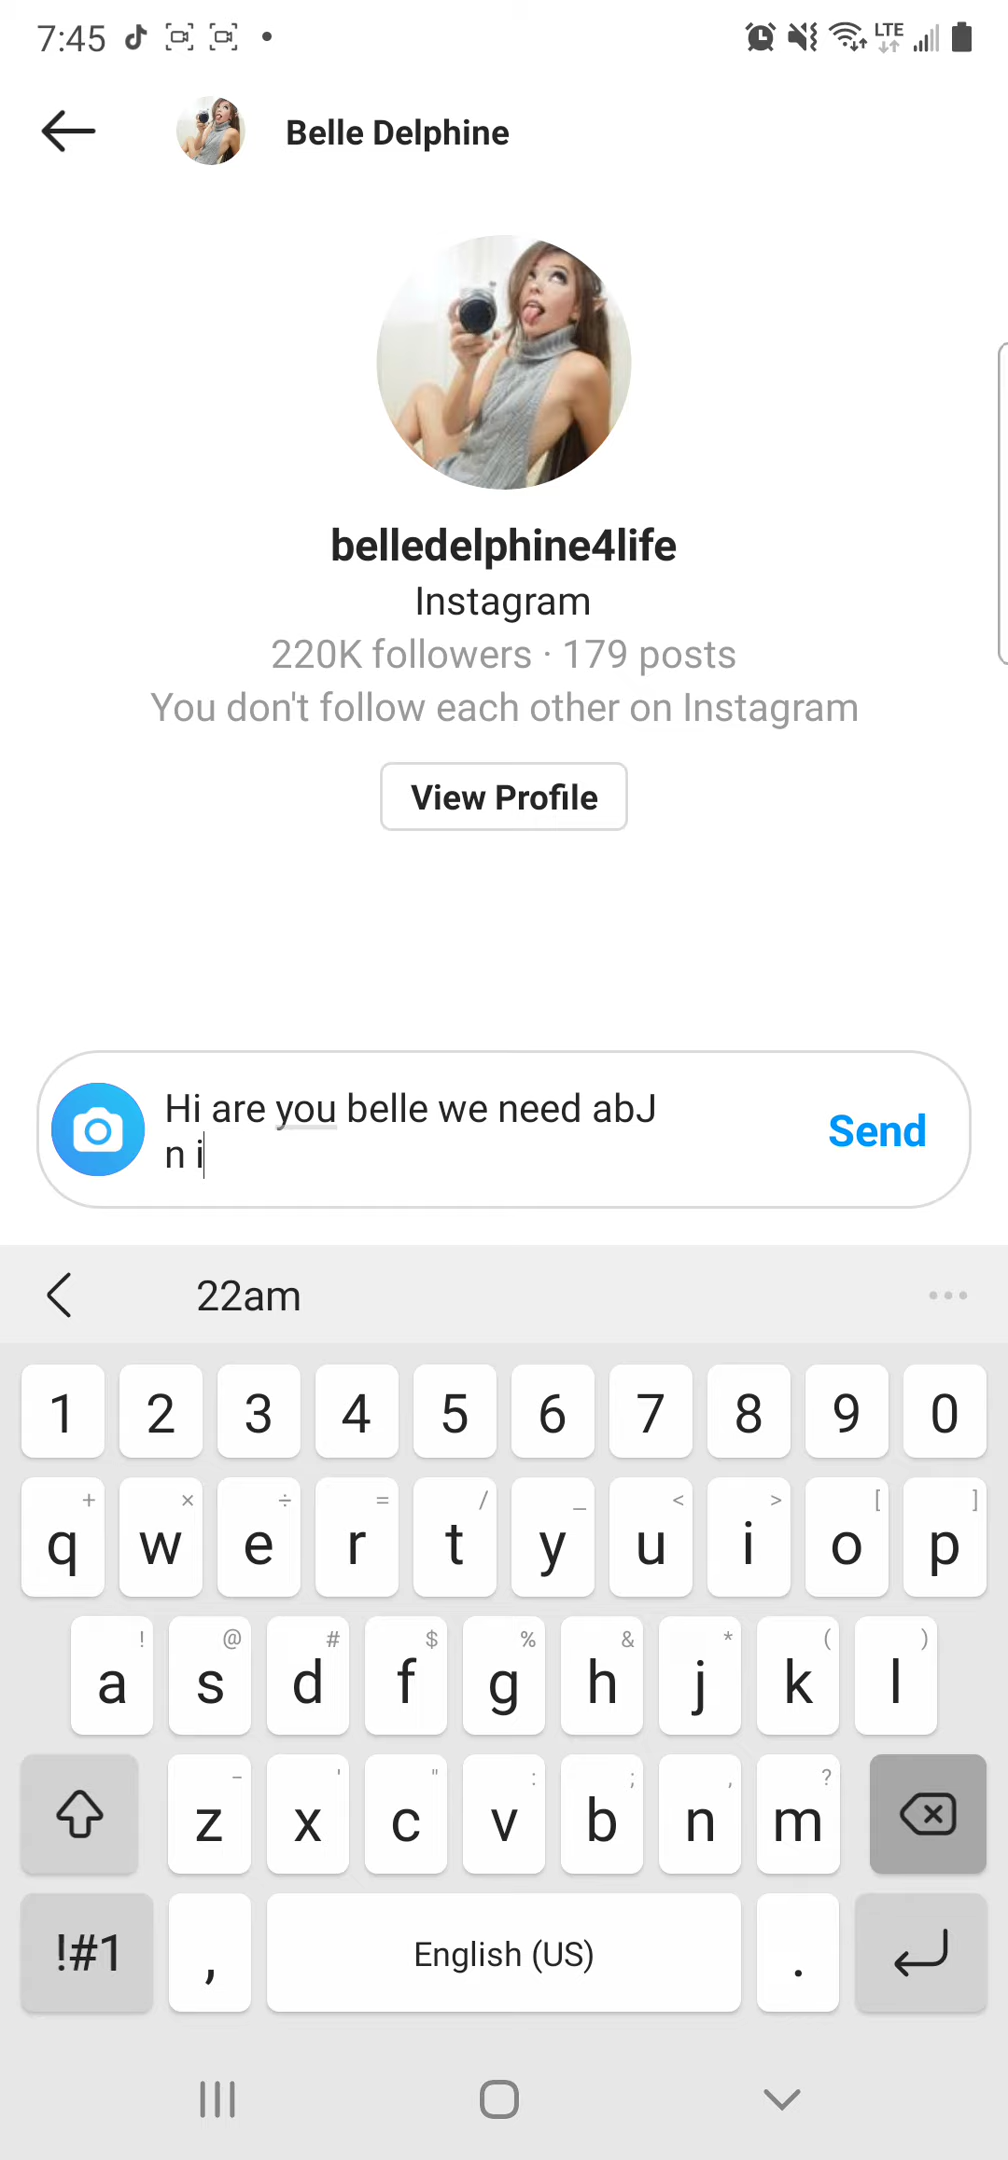 7:45
LTE
Belle Delphine
belledelphine4life
Instagram
220K followers · 179 posts
You don't follow each other on Instagram
View Profile
Hi are you belle we need abJ
n i
Send
22am
1 2 3 4 5 6 7 8 9 0
+ × ÷ = / _ < > [ ]
q w e r t y u i o p
! @ # $ % & * ( )
a s d f g h j k l
- ' " : ; , ?
z x c v b n m
!#1 , English (US) .